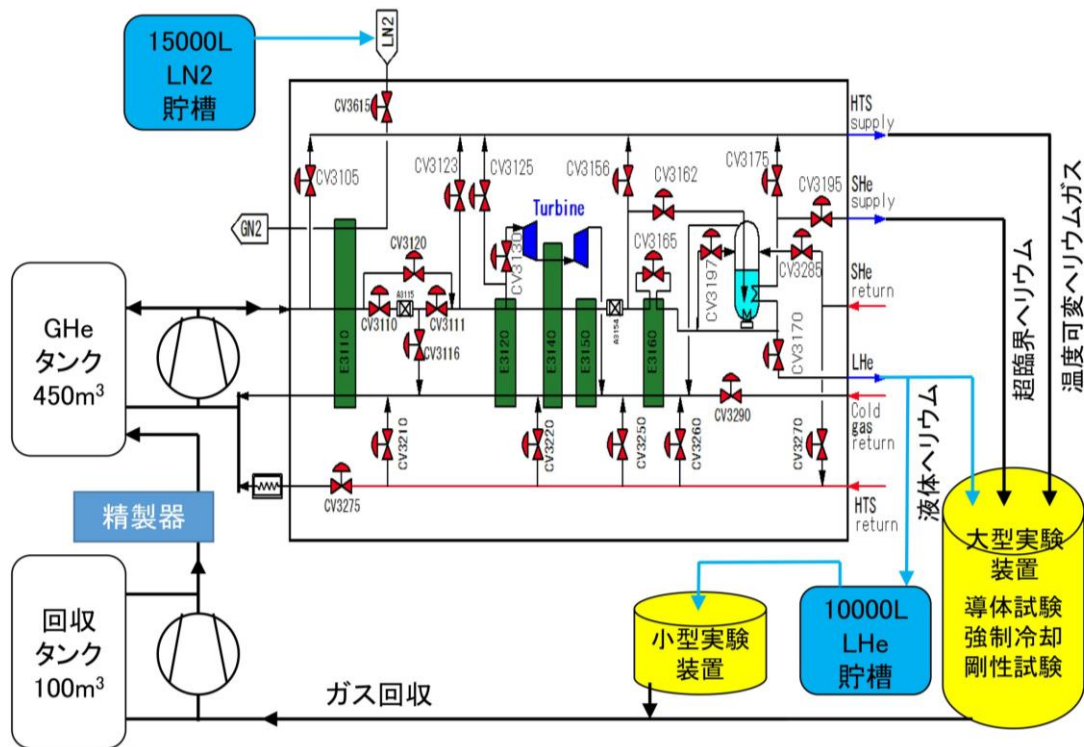 15000L
LN2
貯槽
LN2
CV3615
HTS
supply
CV3105
CV3123
CV3125
CV3156
CV3162
CV3175
CV3195
SHe
supply
GN2
Turbine
CV3120
CV3130
CV3165
CV3197
CV3285
SHe
return
GHe
タンク
450m³
E3110
CV3110
A3115
CV3111
CV3116
E3120
E3140
E3150
A3154
E3160
CV3170
LHe
CV3290
Cold
gas
return
CV3210
CV3220
CV3250
CV3260
CV3270
CV3275
HTS
return
液体ヘリウム
超臨界ヘリウム
温度可変ヘリウムガス
精製器
回収
タンク
100m³
ガス回収
小型実験
装置
10000L
LHe
貯槽
大型実験
装置
導体試験
強制冷却
剛性試験
M